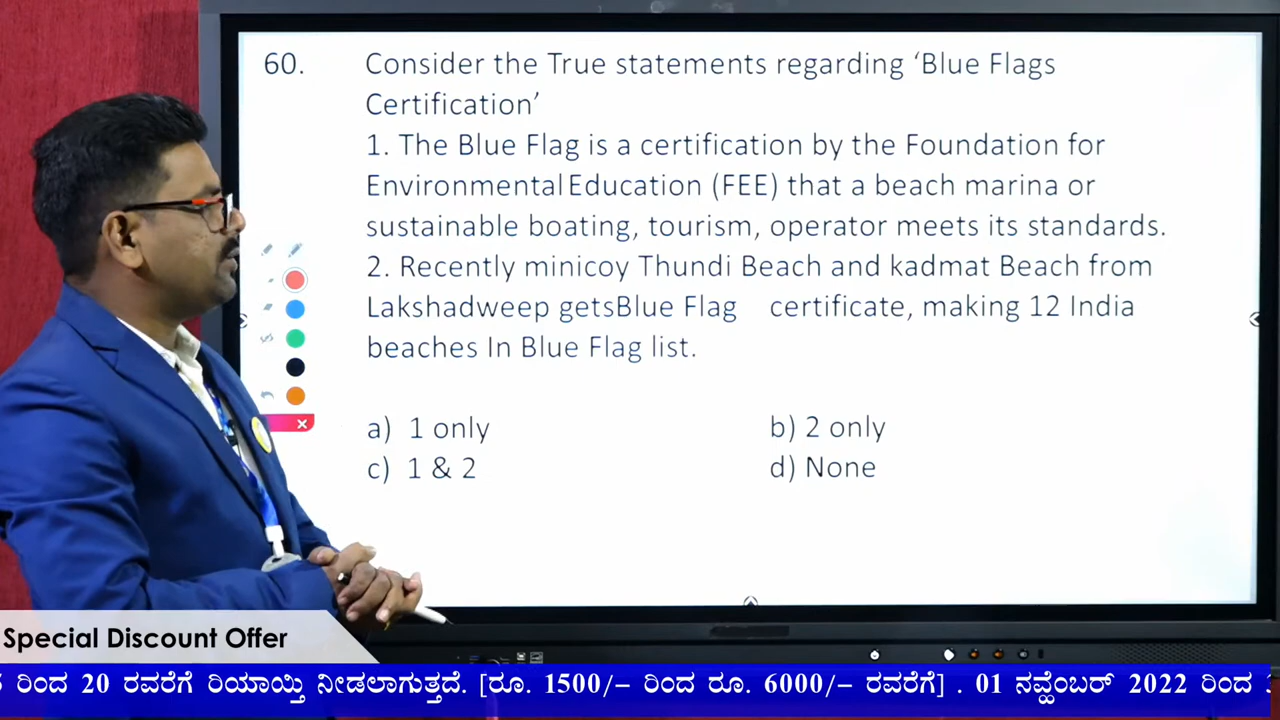 60. Consider the True statements regarding ‘Blue Flags
Certification’
1. The Blue Flag is a certification by the Foundation for
Environmental Education (FEE) that a beach marina or
sustainable boating, tourism, operator meets its standards.
2. Recently minicoy Thundi Beach and kadmat Beach from
Lakshadweep getsBlue Flag certificate, making 12 India
beaches In Blue Flag list.
a) 1 only b) 2 only
c) 1 & 2 d) None
Special Discount Offer
ರಿಂದ 20 ರವರೆಗೆ ರಿಯಾಯ್ತಿ ನೀಡಲಾಗುತ್ತದೆ. [ರೂ. 1500/– ರಿಂದ ರೂ. 6000/– ರವರೆಗೆ] . 01 ನವ್ಹೆಂಬರ್ 2022 ರಿಂದ